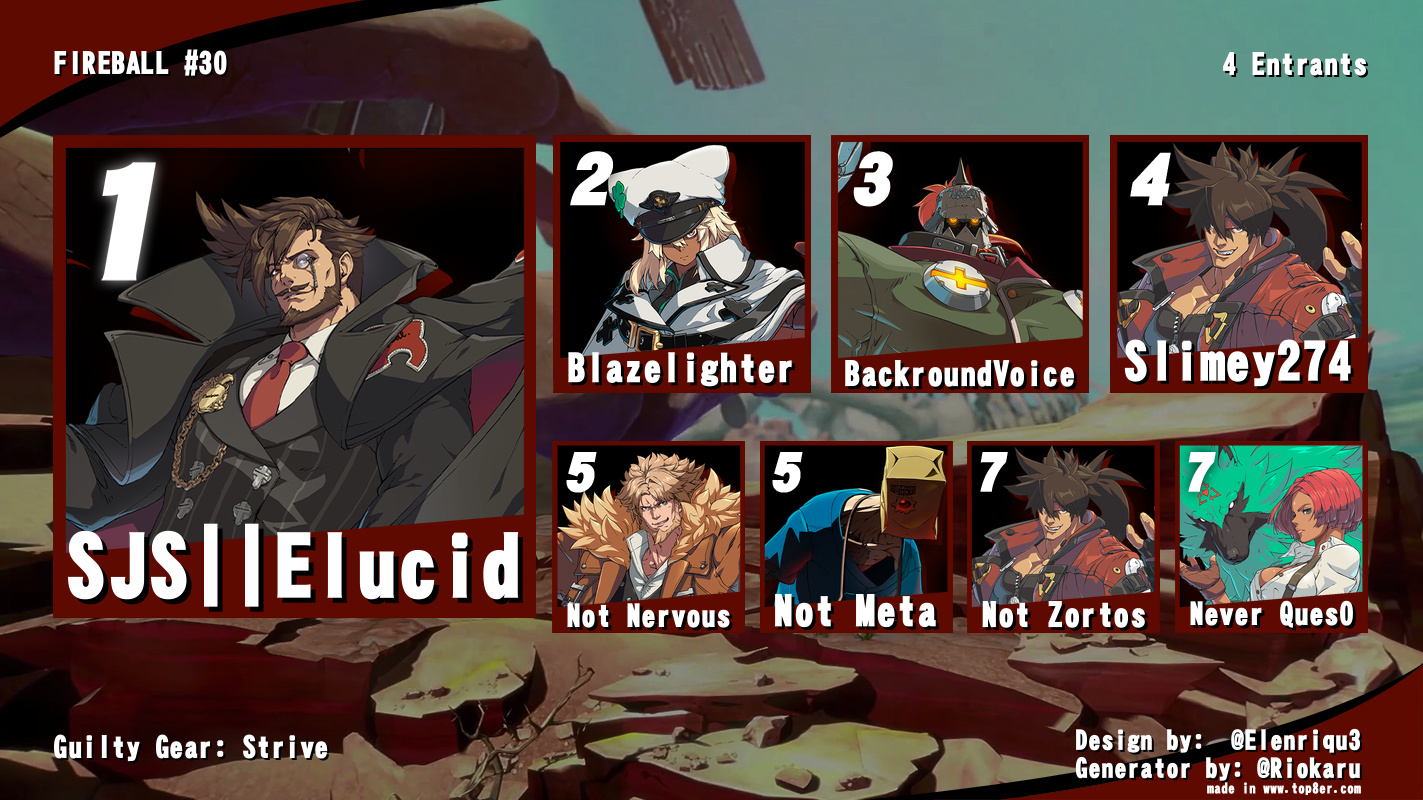 FIREBALL #30
4 Entrants
1
SJS||Elucid
2
Blazelighter
3
BackroundVoice
4
Slimey274
5
Not Nervous
5
Not Meta
7
Not Zortos
7
Never Ques0
Guilty Gear: Strive
Design by: @Elenriqu3
Generator by: @Riokaru
made in www.top8er.com